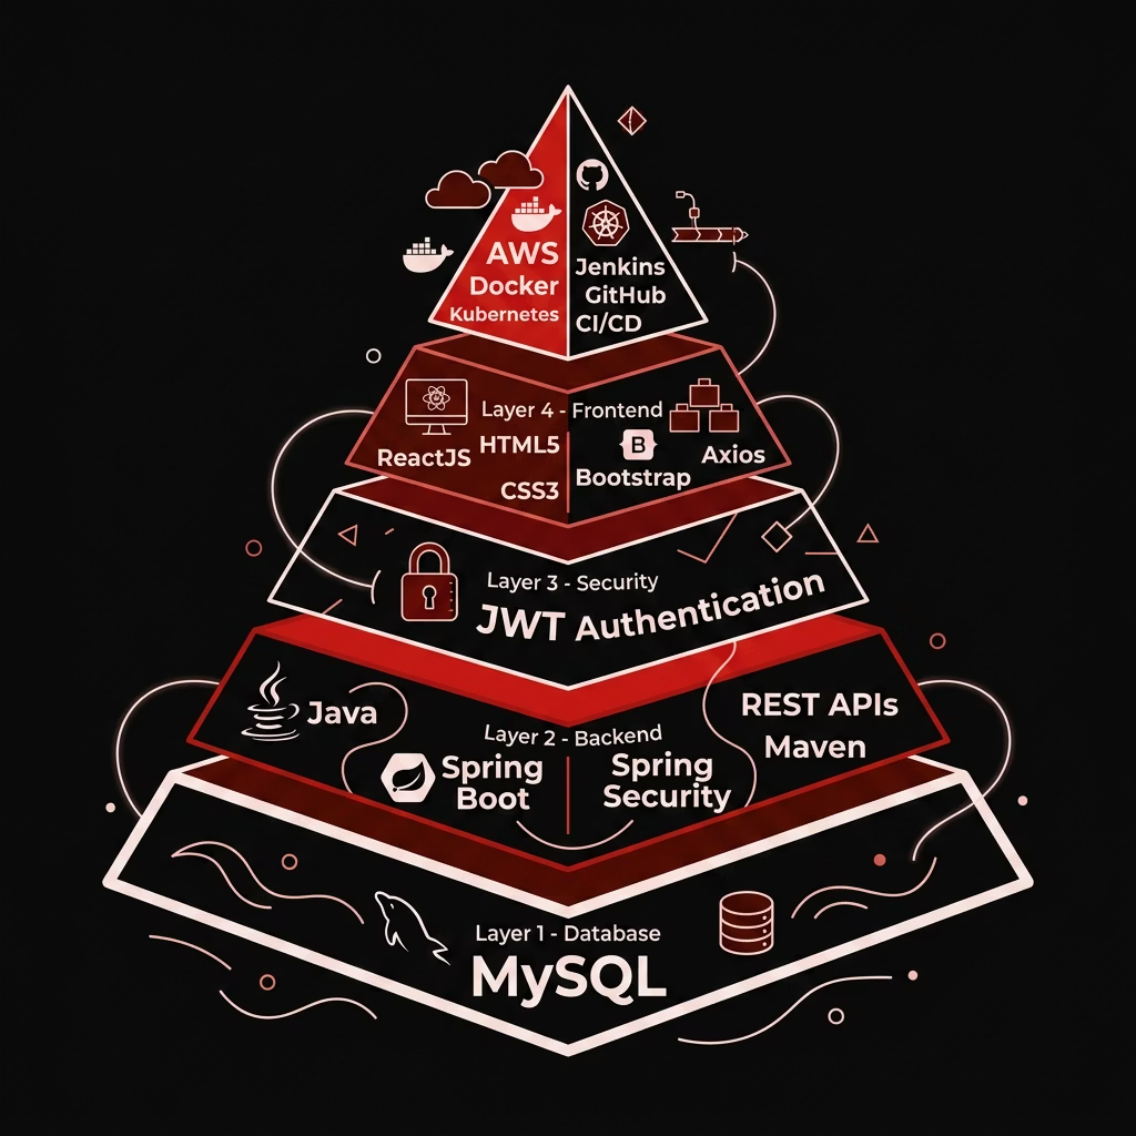 AWS
Docker
Kubernetes
Jenkins
GitHub
CI/CD
Layer 4 - Frontend
ReactJS
HTML5
CSS3
B
Bootstrap
Axios
Layer 3 - Security
JWT Authentication
Java
Layer 2 - Backend
Spring
Boot
Spring
Security
REST APIs
Maven
Layer 1 - Database
MySQL